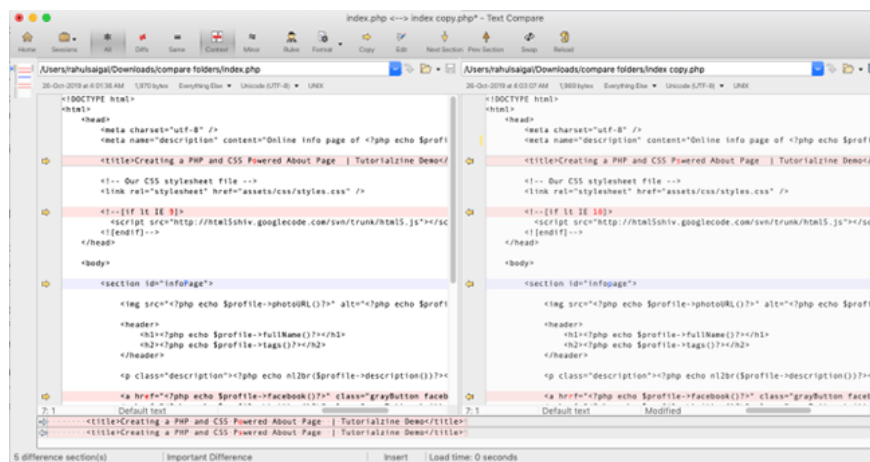 index.php <--> index copy.php* - Text Compare
Home Sessions All Diffs Same Context Minor Rules Format Copy Edit Next Section Prev Section Swap Reload
/Users/rahulsaigal/Downloads/compare folders/index.php
26-Oct-2019 at 4:01:36 AM 1,970 bytes Everything Else Unicode (UTF-8) UNIX
<!DOCTYPE html>
<html>
<head>
<meta charset="utf-8" />
<meta name="description" content="Online info page of <?php echo $profi
<title>Creating a PHP and CSS Powered About Page | Tutorialzine Demo</
<!-- Our CSS stylesheet file -->
<link rel="stylesheet" href="assets/css/styles.css" />
<!--[if lt IE 9]>
<script src="http://html5shiv.googlecode.com/svn/trunk/html5.js"></sc
<![endif]-->
</head>
<body>
<section id="infoPage">
<img src="<?php echo $profile->photoURL()?>" alt="<?php echo $profi
<header>
<h1><?php echo $profile->fullName()?></h1>
<h2><?php echo $profile->tags()?></h2>
</header>
<p class="description"><?php echo nl2br($profile->description())?><
<a href="<?php echo $profile->facebook()?>" class="grayButton faceb
7: 1 Default text
/Users/rahulsaigal/Downloads/compare folders/index copy.php
26-Oct-2019 at 4:03:07 AM 1,969 bytes Everything Else Unicode (UTF-8) UNIX
<!DOCTYPE html>
<html>
<head>
<meta charset="utf-8" />
<meta name="description" content="Online info page of <?php echo $profi
<title>Creating a PHP and CSS Pswered About Page | Tutorialzine Demo</
<!-- Our CSS stylesheet file -->
<link rel="stylesheet" href="assets/css/styles.css" />
<!--[if lt IE 10]>
<script src="http://html5shiv.googlecode.com/svn/trunk/html5.js"></sc
<![endif]-->
</head>
<body>
<section id="infopage">
<img src="<?php echo $profile->photoURL()?>" alt="<?php echo $profi
<header>
<h1><?php echo $profile->fullName()?></h1>
<h2><?php echo $profile->tags()?></h2>
</header>
<p class="description"><?php echo nl2br($profile->description())?><
<a hrrf="<?php echo $profile->facebook()?>" class="grayButton faceb
7: 1 Default text Modified
<title>Creating a PHP and CSS Powered About Page | Tutorialzine Demo</title>
<title>Creating a PHP and CSS Pswered About Page | Tutorialzine Demo</title>
5 difference section(s) Important Difference Insert Load time: 0 seconds